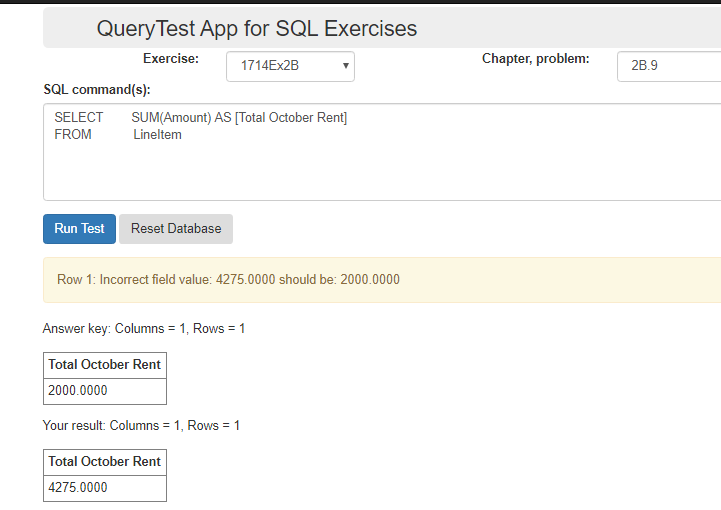 QueryTest App for SQL Exercises
Exercise: 1714Ex2B Chapter, problem: 2B.9
SQL command(s):
SELECT SUM(Amount) AS [Total October Rent]
FROM LineItem
Run Test Reset Database
Row 1: Incorrect field value: 4275.0000 should be: 2000.0000
Answer key: Columns = 1, Rows = 1
Total October Rent
2000.0000
Your result: Columns = 1, Rows = 1
Total October Rent
4275.0000